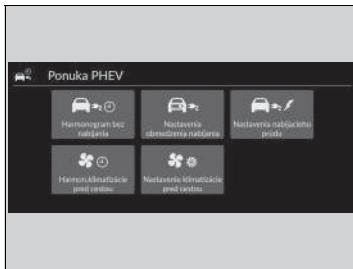 Ponuka PHEV
Harmonogram bez
nabíjania
Nastavenia
obmedzenia nabíjania
Nastavenia nabíjacieho
prúdu
Harmon.klimatizácie
pred cestou
Nastavenie klimatizácie
pred cestou